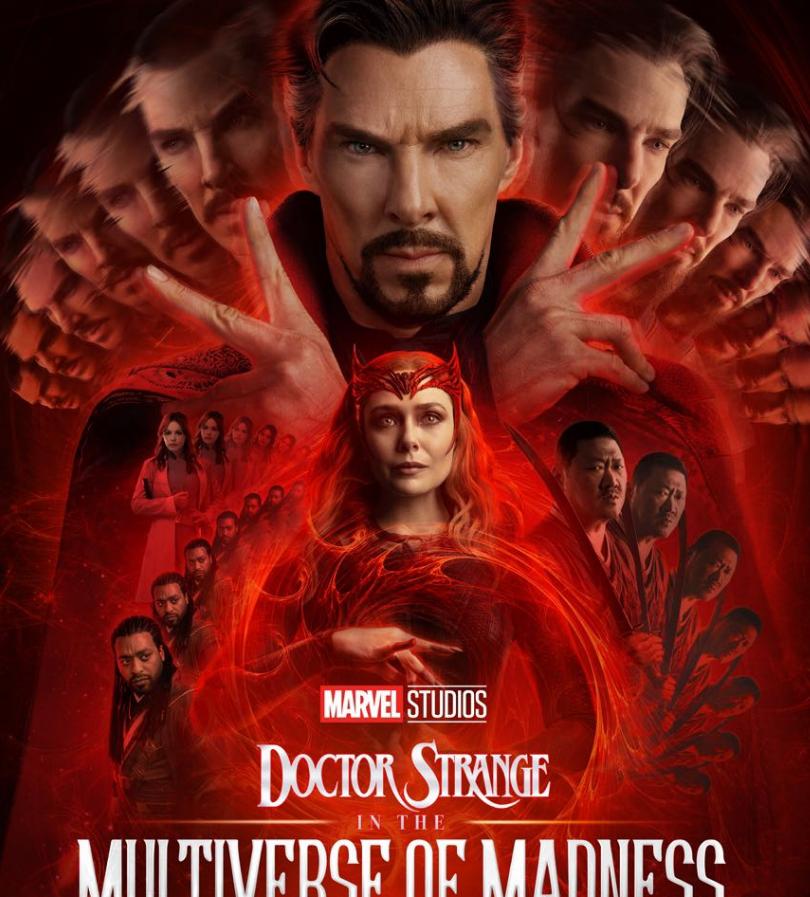 MARVEL STUDIOS
DOCTOR STRANGE
IN THE
MULTIVERSE OF MADNESS